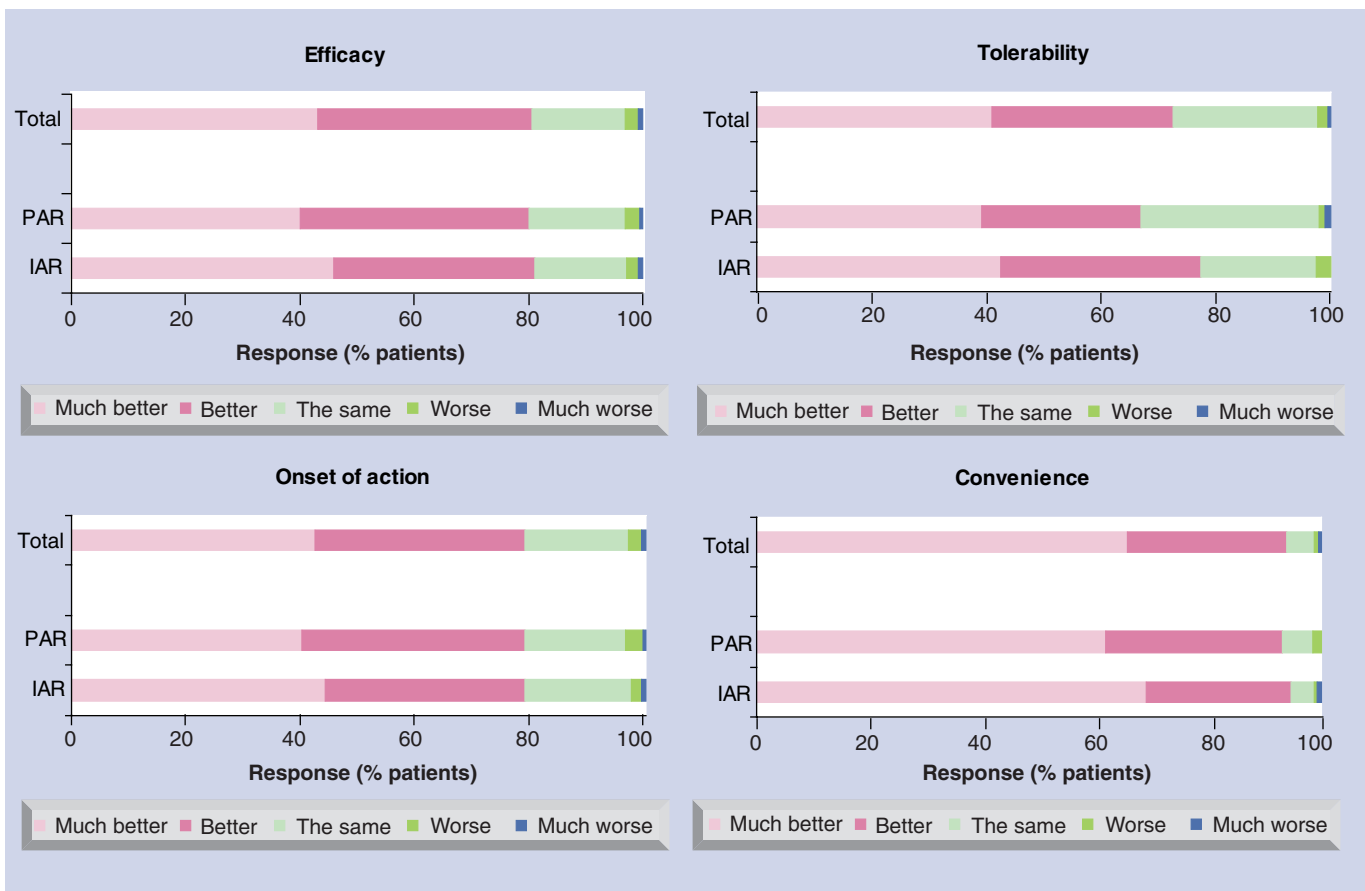 Efficacy
Total
PAR
IAR
0 20 40 60 80 100
Response (% patients)
Much better Better The same Worse Much worse
Tolerability
Total
PAR
IAR
0 20 40 60 80 100
Response (% patients)
Much better Better The same Worse Much worse
Onset of action
Total
PAR
IAR
0 20 40 60 80 100
Response (% patients)
Much better Better The same Worse Much worse
Convenience
Total
PAR
IAR
0 20 40 60 80 100
Response (% patients)
Much better Better The same Worse Much worse